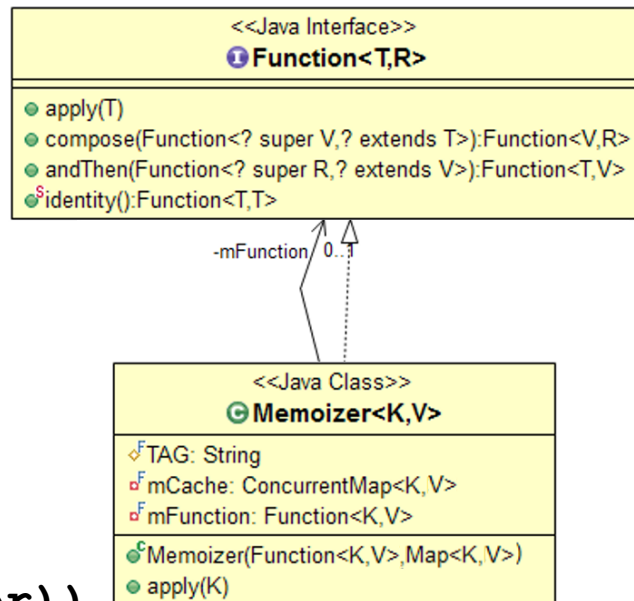 <<Java Interface>>
Function<T,R>
apply(T)
compose(Function<? super V,? extends T>):Function<V,R>
andThen(Function<? super R,? extends V>):Function<T,V>
identity():Function<T,T>
-mFunction 0..1
<<Java Class>>
Memoizer<K,V>
TAG: String
mCache: ConcurrentMap<K,V>
mFunction: Function<K,V>
Memoizer(Function<K,V>,Map<K,V>)
apply(K)